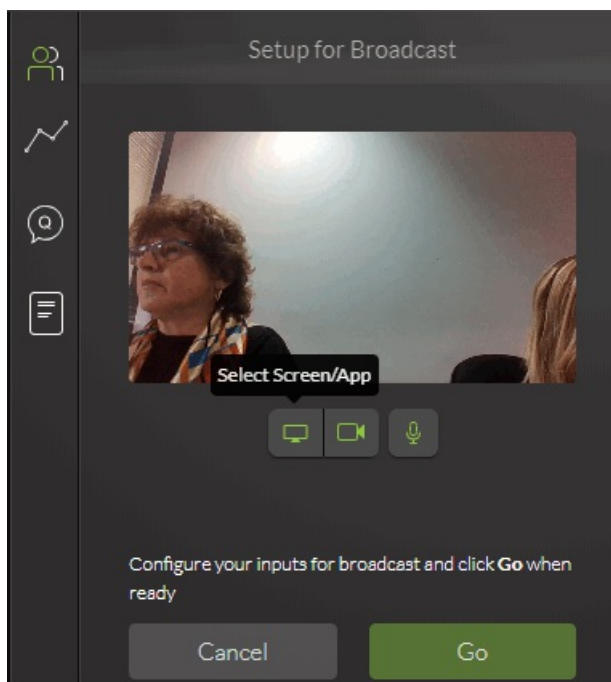 Setup for Broadcast
Q
Select Screen/App
Configure your inputs for broadcast and click Go when
ready
Cancel
Go